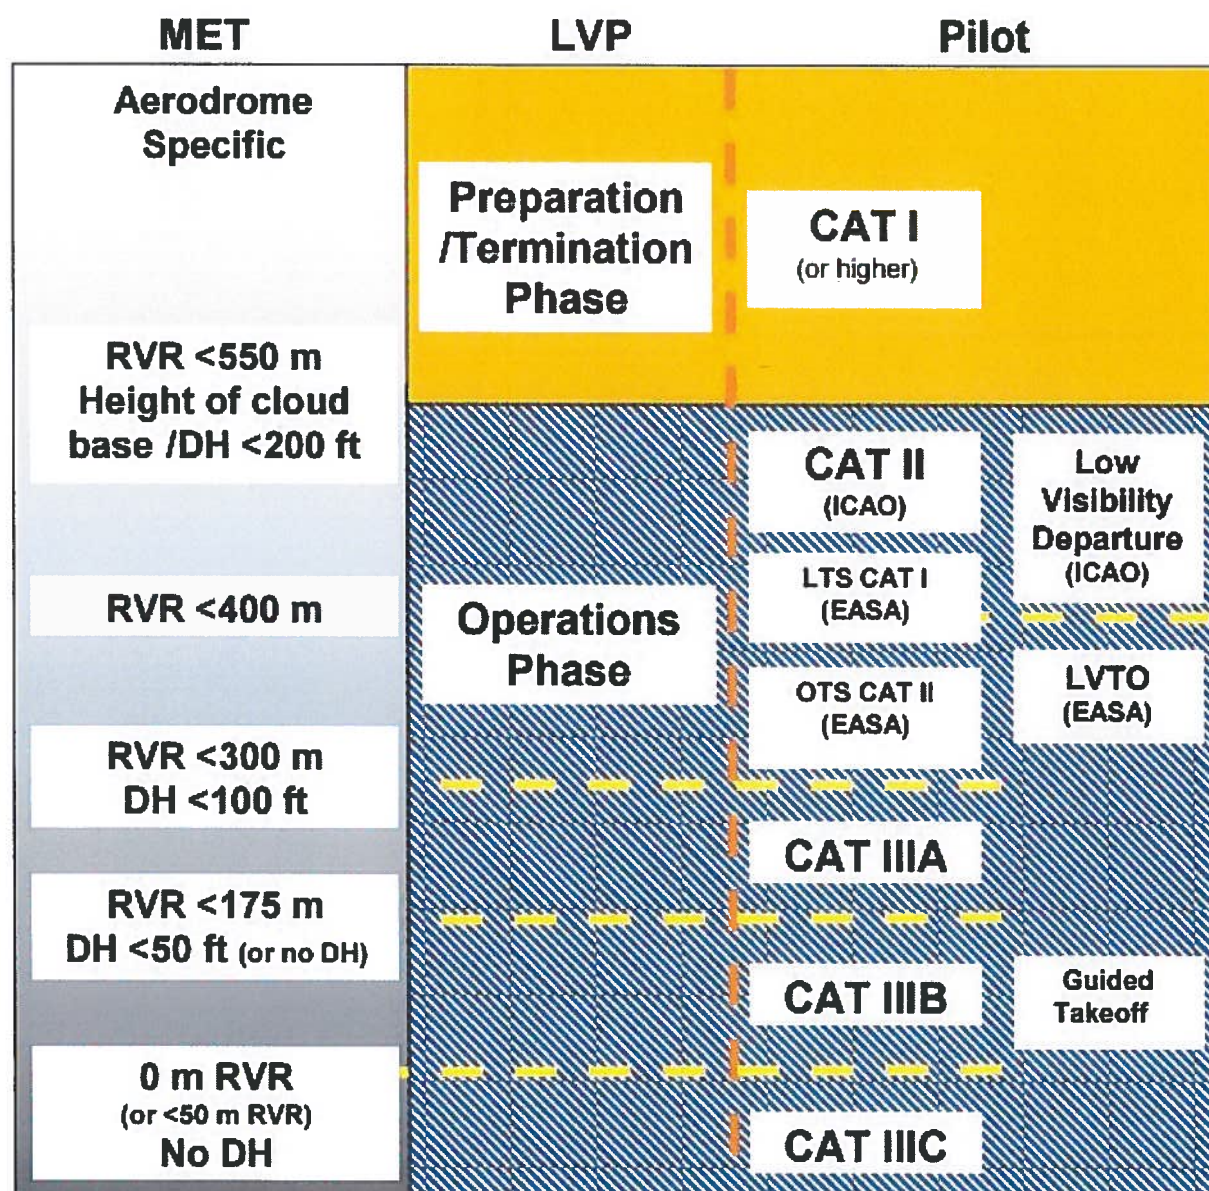 MET
LVP
Pilot
Aerodrome
Specific
Preparation
/Termination
Phase
CAT I
(or higher)
RVR <550 m
Height of cloud
base /DH <200 ft
CAT II
(ICAO)
Low
Visibility
Departure
(ICAO)
LTS CAT I
(EASA)
RVR <400 m
Operations
Phase
OTS CAT II
(EASA)
LVTO
(EASA)
RVR <300 m
DH <100 ft
CAT IIIA
RVR <175 m
DH <50 ft (or no DH)
CAT IIIB
Guided
Takeoff
0 m RVR
(or <50 m RVR)
No DH
CAT IIIC